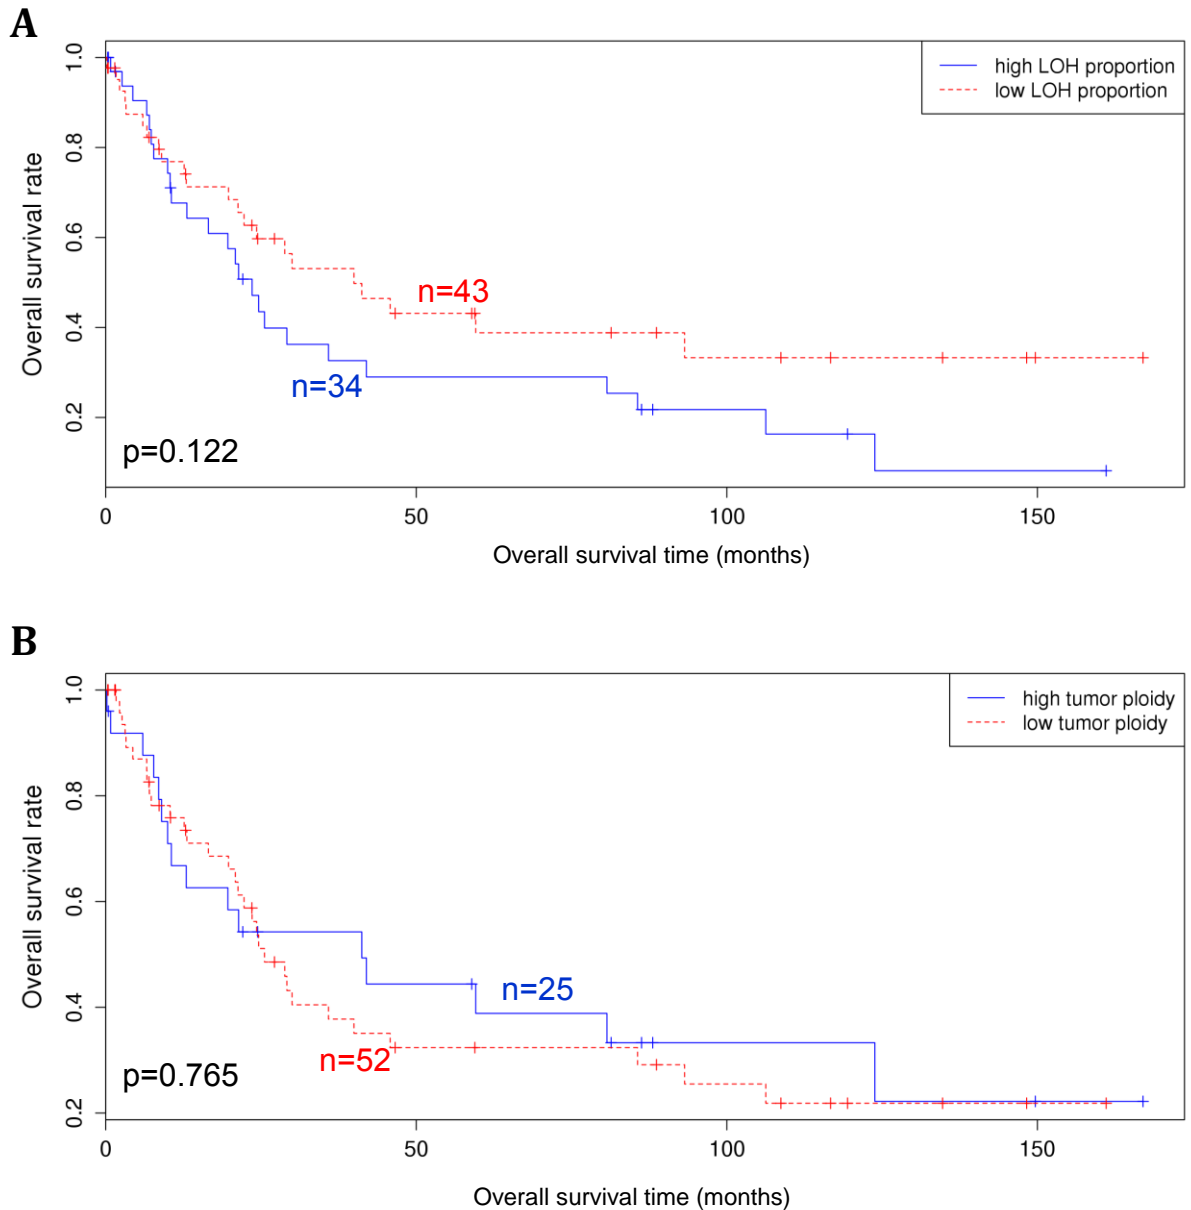 A
high LOH proportion
low LOH proportion
Overall survival rate
1.0
0.8
0.6
0.4
0.2
n=43
n=34
p=0.122
0
50
100
150
Overall survival time (months)
B
high tumor ploidy
low tumor ploidy
Overall survival rate
1.0
0.8
0.6
0.4
0.2
n=25
n=52
p=0.765
0
50
100
150
Overall survival time (months)